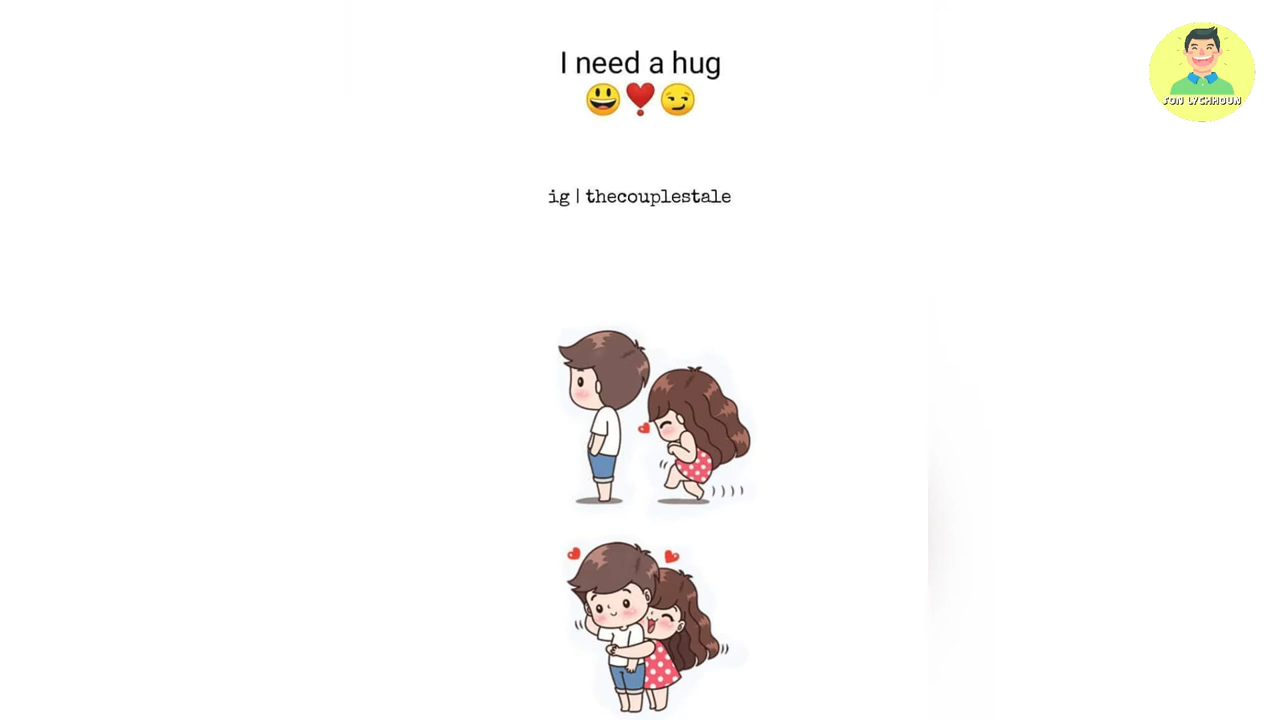 I need a hug
😃❣️😏
ig | thecouplestale
SON LYCHHOUN